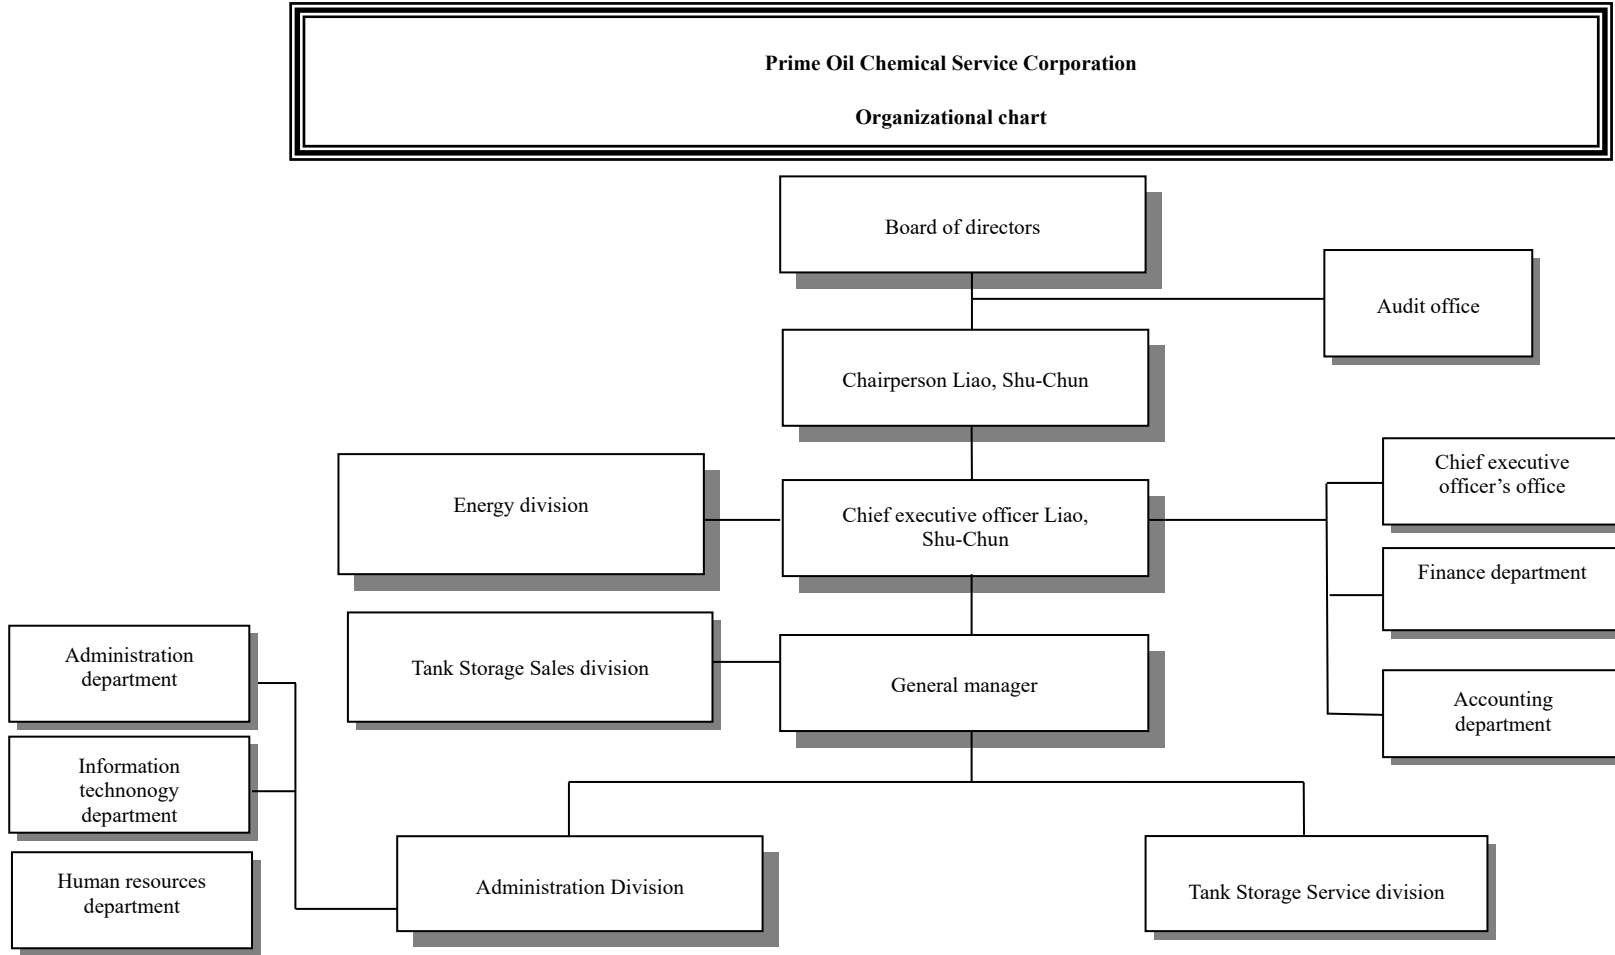 Prime Oil Chemical Service Corporation
Organizational chart
Board of directors
Audit office
Chairperson Liao, Shu-Chun
Energy division
Chief executive officer Liao,
Shu-Chun
Chief executive
officer’s office
Finance department
Accounting
department
Tank Storage Sales division
General manager
Administration
department
Information
technonogy
department
Human resources
department
Administration Division
Tank Storage Service division